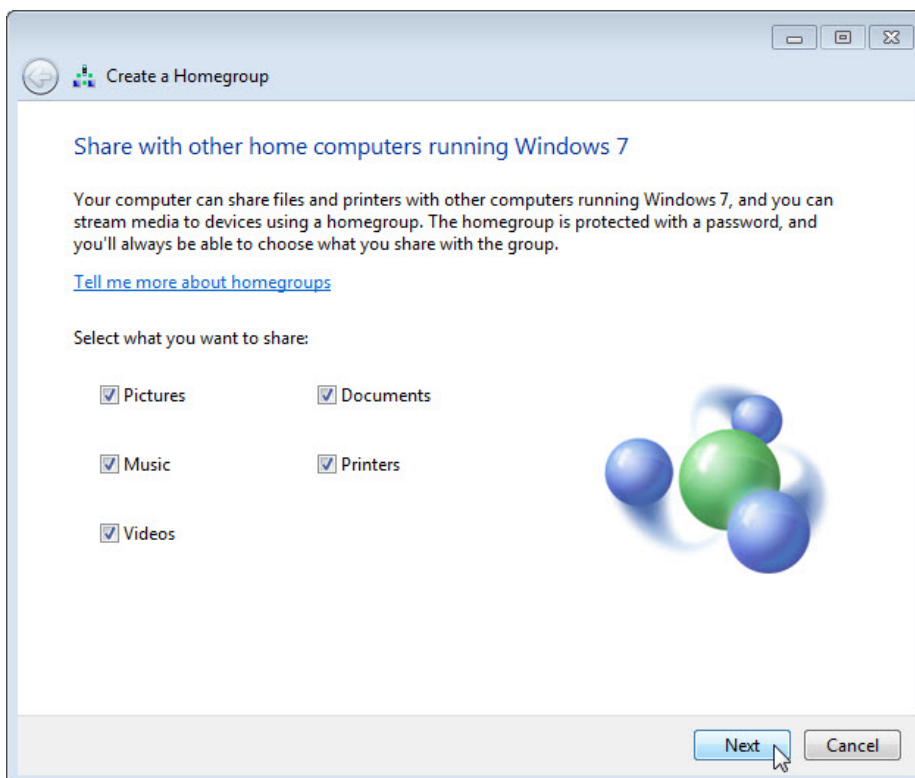 Create a Homegroup
Share with other home computers running Windows 7
Your computer can share files and printers with other computers running Windows 7, and you can
stream media to devices using a homegroup. The homegroup is protected with a password, and
you'll always be able to choose what you share with the group.
Tell me more about homegroups
Select what you want to share:
Pictures
Documents
Music
Printers
Videos
Next
Cancel